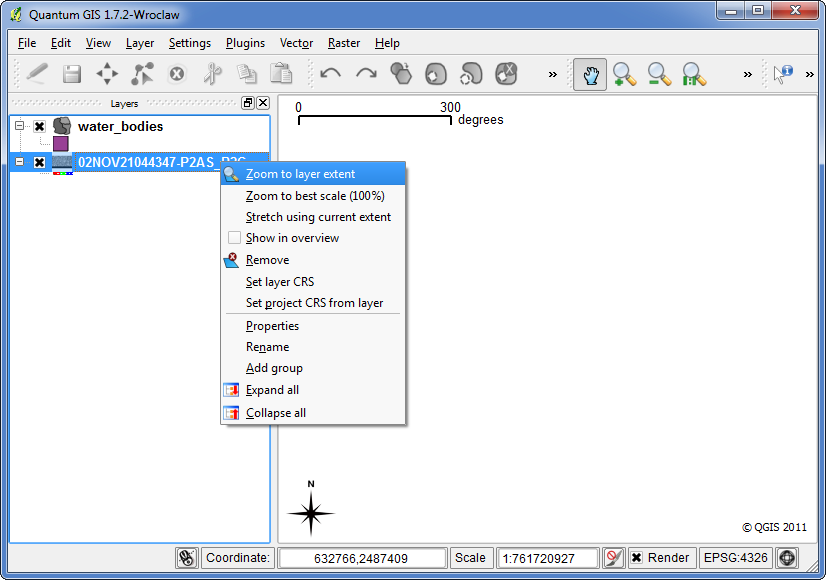 Quantum GIS 1.7.2-Wroclaw
File Edit View Layer Settings Plugins Vector Raster Help
» » »
Layers
water_bodies
02NOV21044347-P2AS_R2C
0 300
degrees
Zoom to layer extent
Zoom to best scale (100%)
Stretch using current extent
Show in overview
Remove
Set layer CRS
Set project CRS from layer
Properties
Rename
Add group
Expand all
Collapse all
N
© QGIS 2011
Coordinate: 632766,2487409 Scale 1:761720927 Render EPSG:4326